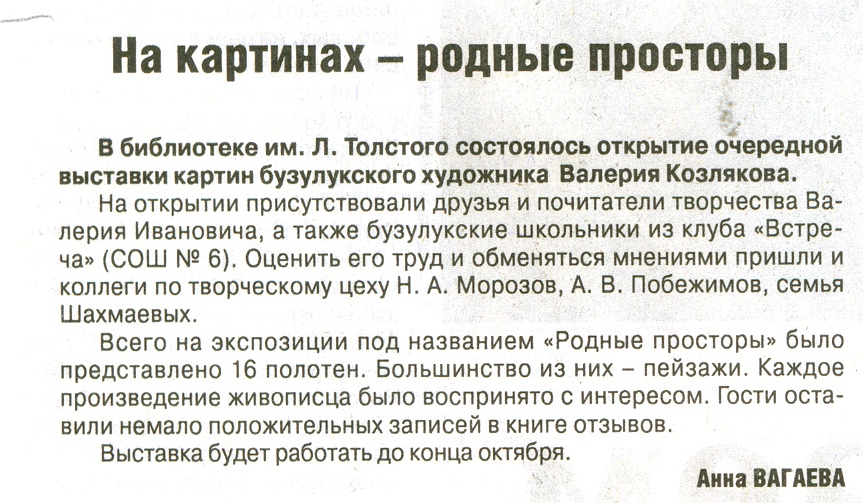 На картинах – родные просторы
В библиотеке им. Л. Толстого состоялось открытие очередной
выставки картин бузулукского художника Валерия Козлякова.
На открытии присутствовали друзья и почитатели творчества Ва-
лерия Ивановича, а также бузулукские школьники из клуба «Встре-
ча» (СОШ № 6). Оценить его труд и обменяться мнениями пришли и
коллеги по творческому цеху Н. А. Морозов, А. В. Побежимов, семья
Шахмаевых.
Всего на экспозиции под названием «Родные просторы» было
представлено 16 полотен. Большинство из них – пейзажи. Каждое
произведение живописца было воспринято с интересом. Гости оста-
вили немало положительных записей в книге отзывов.
Выставка будет работать до конца октября.
Анна ВАГАЕВА